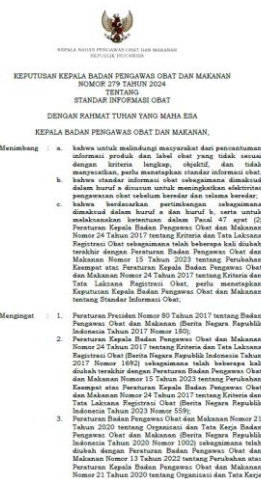 KEPALA BADAN PENGAWAS OBAT DAN MAKANAN
REPUBLIK INDONESIA
KEPUTUSAN KEPALA BADAN PENGAWAS OBAT DAN MAKANAN
NOMOR 279 TAHUN 2024
TENTANG
STANDAR INFORMASI OBAT
DENGAN RAHMAT TUHAN YANG MAHA ESA
KEPALA BADAN PENGAWAS OBAT DAN MAKANAN,
Menimbang : a. bahwa untuk melindungi masyarakat dari pencantuman
informasi produk dan label obat yang tidak sesuai
dengan kriteria lengkap, objektif, dan tidak
menyesatkan, perlu menetapkan standar informasi obat;
b. bahwa standar informasi obat sebagaimana dimaksud
dalam huruf a disusun untuk meningkatkan efektivitas
pengawasan obat sebelum beredar dan selama beredar;
c. bahwa berdasarkan pertimbangan sebagaimana
dimaksud dalam huruf a dan huruf b, serta untuk
melaksanakan ketentuan dalam Pasal 47 ayat (2)
Peraturan Kepala Badan Pengawas Obat dan Makanan
Nomor 24 Tahun 2017 tentang Kriteria dan Tata Laksana
Registrasi Obat sebagaimana telah beberapa kali diubah
terakhir dengan Peraturan Badan Pengawas Obat dan
Makanan Nomor 15 Tahun 2023 tentang Perubahan
Keempat atas Peraturan Kepala Badan Pengawas Obat
dan Makanan Nomor 24 Tahun 2017 tentang Kriteria dan
Tata Laksana Registrasi Obat, perlu menetapkan
Keputusan Kepala Badan Pengawas Obat dan Makanan
tentang Standar Informasi Obat;
Mengingat : 1. Peraturan Presiden Nomor 80 Tahun 2017 tentang Badan
Pengawas Obat dan Makanan (Berita Negara Republik
Indonesia Tahun 2017 Nomor 180);
2. Peraturan Kepala Badan Pengawas Obat dan Makanan
Nomor 24 Tahun 2017 tentang Kriteria dan Tata Laksana
Registrasi Obat (Berita Negara Republik Indonesia Tahun
2017 Nomor 1692) sebagaimana telah beberapa kali
diubah terakhir dengan Peraturan Badan Pengawas Obat
dan Makanan Nomor 15 Tahun 2023 tentang Perubahan
Keempat atas Peraturan Kepala Badan Pengawas Obat
dan Makanan Nomor 24 Tahun 2017 tentang Kriteria dan
Tata Laksana Registrasi Obat (Berita Negara Republik
Indonesia Tahun 2023 Nomor 559);
3. Peraturan Badan Pengawas Obat dan Makanan Nomor 21
Tahun 2020 tentang Organisasi dan Tata Kerja Badan
Pengawas Obat dan Makanan (Berita Negara Republik
Indonesia Tahun 2020 Nomor 1002) sebagaimana telah
diubah dengan Peraturan Badan Pengawas Obat dan
Makanan Nomor 13 Tahun 2022 tentang Perubahan atas
Peraturan Kepala Badan Pengawas Obat dan Makanan
Nomor 21 Tahun 2020 tentang Organisasi dan Tata Kerja